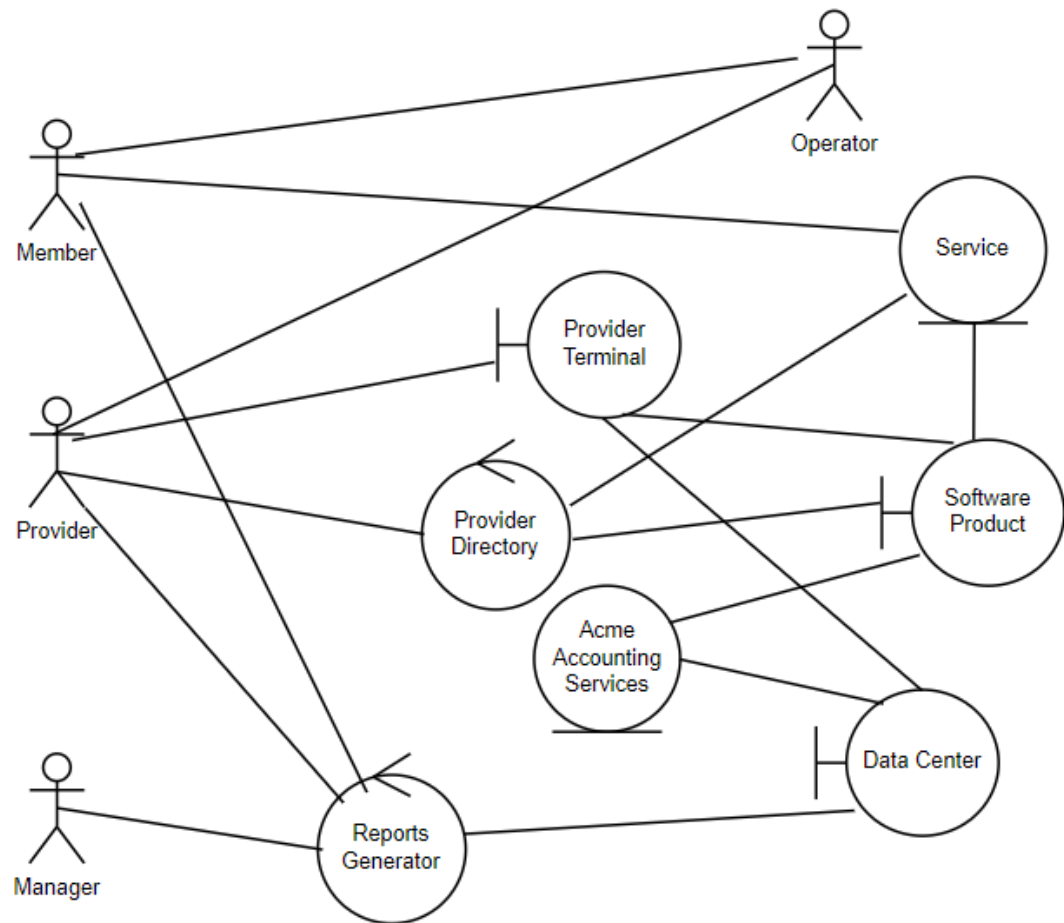 Operator
Member
Service
Provider
Terminal
Provider
Provider
Directory
Software
Product
Acme
Accounting
Services
Data Center
Reports
Generator
Manager